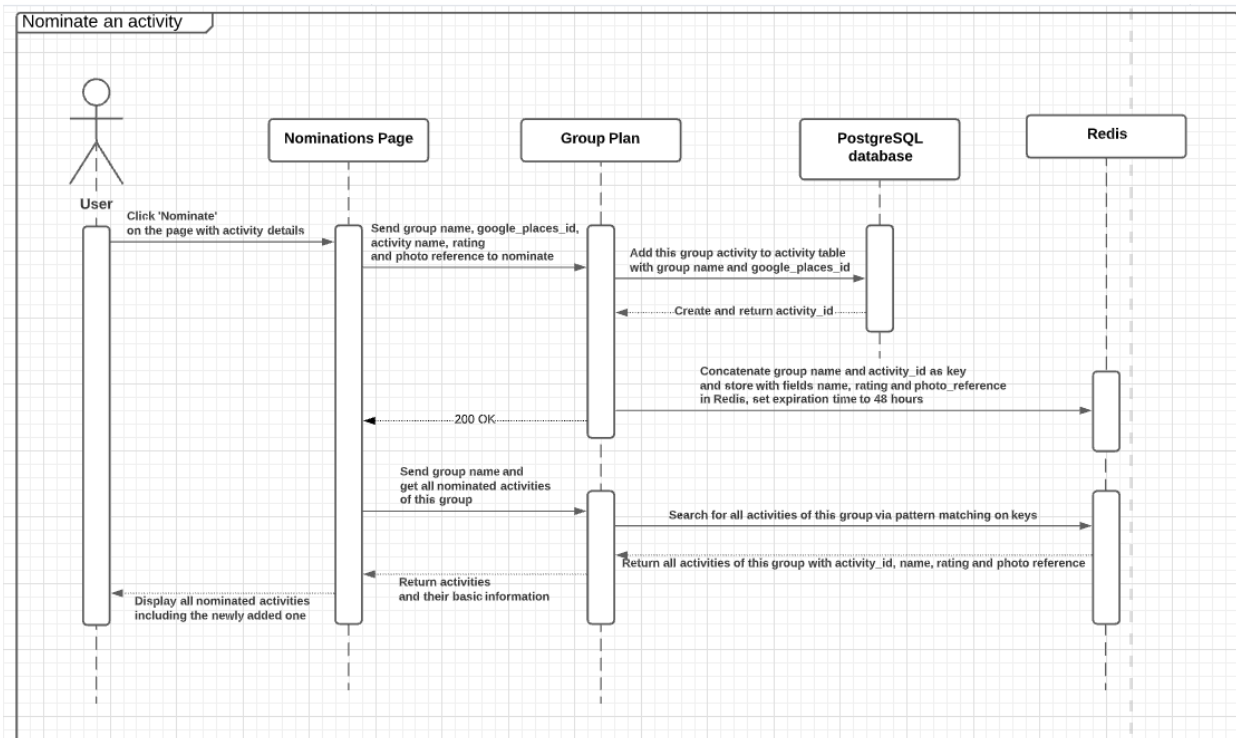 Nominate an activity
Nominations Page
Group Plan
PostgreSQL
database
Redis
User
Click 'Nominate'
on the page with activity details
Send group name, google_places_id,
activity name, rating
and photo reference to nominate
Add this group activity to activity table
with group name and google_places_id
Create and return activity_id
Concatenate group name and activity_id as key
and store with fields name, rating and photo_reference
in Redis, set expiration time to 48 hours
200 OK
Send group name and
get all nominated activities
of this group
Search for all activities of this group via pattern matching on keys
Return all activities of this group with activity_id, name, rating and photo reference
Return activities
and their basic information
Display all nominated activities
including the newly added one